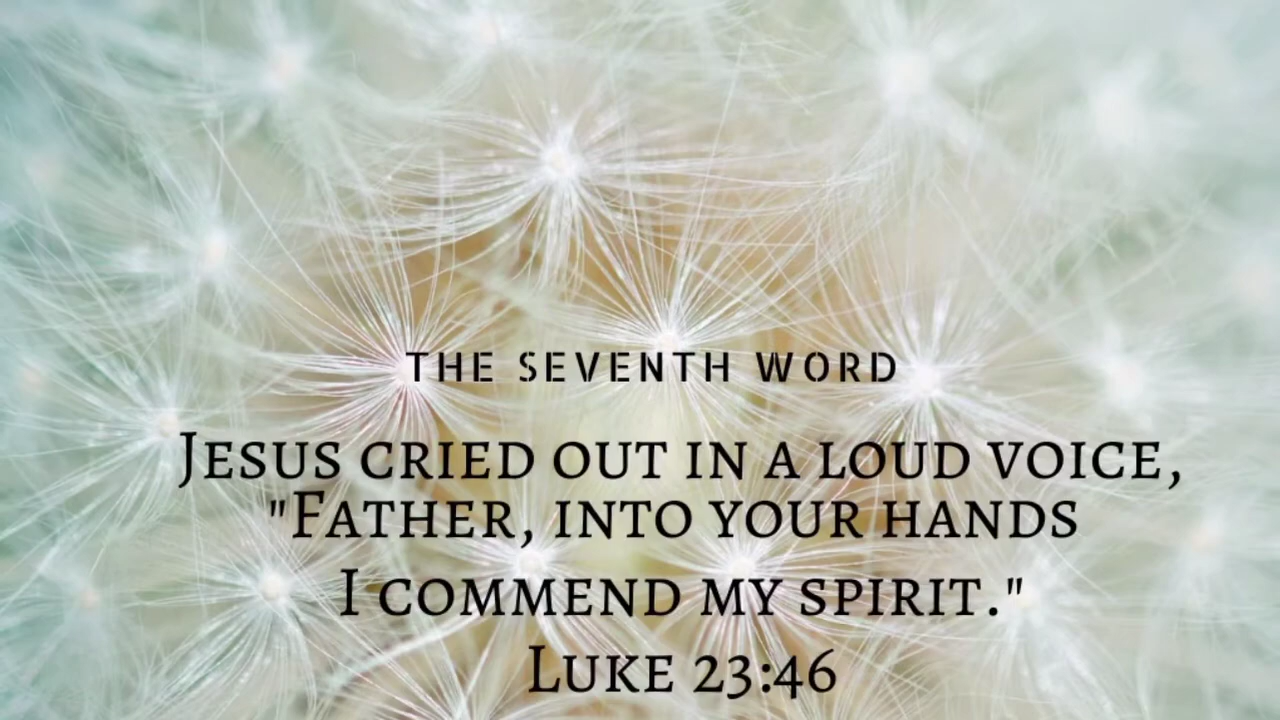 THE SEVENTH WORD
JESUS CRIED OUT IN A LOUD VOICE,
"FATHER, INTO YOUR HANDS
I COMMEND MY SPIRIT."
LUKE 23:46